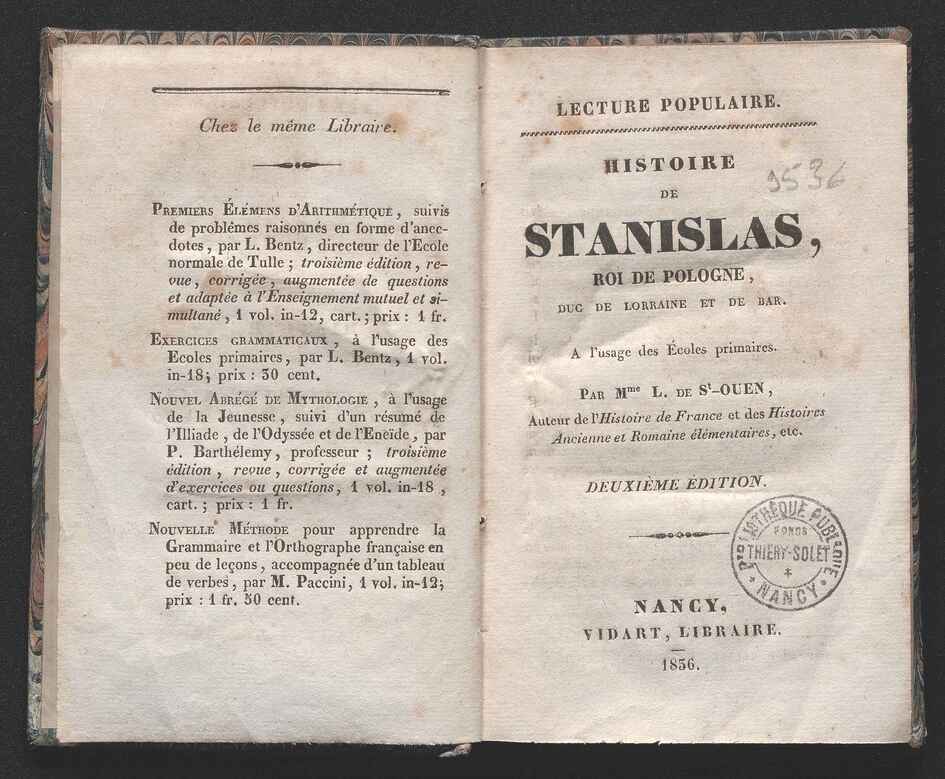 Chez le même Libraire.
Premiers Élémens d'Arithmétique, suivis
de problêmes raisonnés en forme d'anec-
dotes, par L. Bentz, directeur de l'Ecole
normale de Tulle; troisième édition, re-
vue, corrigée, augmentée de questions
et adaptée à l'Enseignement mutuel et si-
multané, 1 vol. in-12, cart.; prix : 1 fr.
Exercices grammaticaux, à l'usage des
Ecoles primaires, par L. Bentz, 1 vol.
in-18; prix : 30 cent.
Nouvel Abrégé de Mythologie, à l'usage
de la Jeunesse, suivi d'un résumé de
l'Illiade, de l'Odyssée et de l'Eneïde, par
P. Barthélemy, professeur; troisième
édition, revue, corrigée et augmentée
d'exercices ou questions, 1 vol. in-18,
cart.; prix : 1 fr.
Nouvelle Méthode pour apprendre la
Grammaire et l'Orthographe française en
peu de leçons, accompagnée d'un tableau
de verbes, par M. Paccini, 1 vol. in-12;
prix : 1 fr. 50 cent.
LECTURE POPULAIRE.
HISTOIRE
9536
DE
STANISLAS,
ROI DE POLOGNE,
DUC DE LORRAINE ET DE BAR.
A l'usage des Écoles primaires.
Par Mme L. de St-OUEN,
Auteur de l'Histoire de France et des Histoires
Ancienne et Romaine élémentaires, etc.
DEUXIÈME ÉDITION.
BIBLIOTHÈQUE PUBLIQUE
FONDS
THIÉRY-SOLET
* NANCY *
NANCY,
VIDART, LIBRAIRE.
1836.